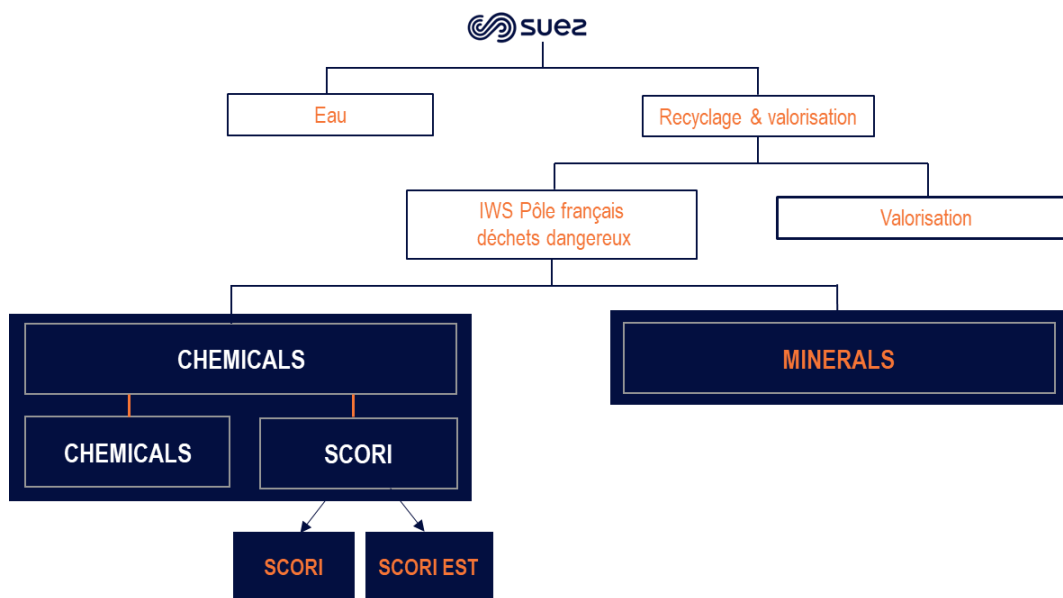 suez
Eau
Recyclage & valorisation
IWS Pôle français
déchets dangereux
Valorisation
CHEMICALS
MINERALS
CHEMICALS
SCORI
SCORI
SCORI EST